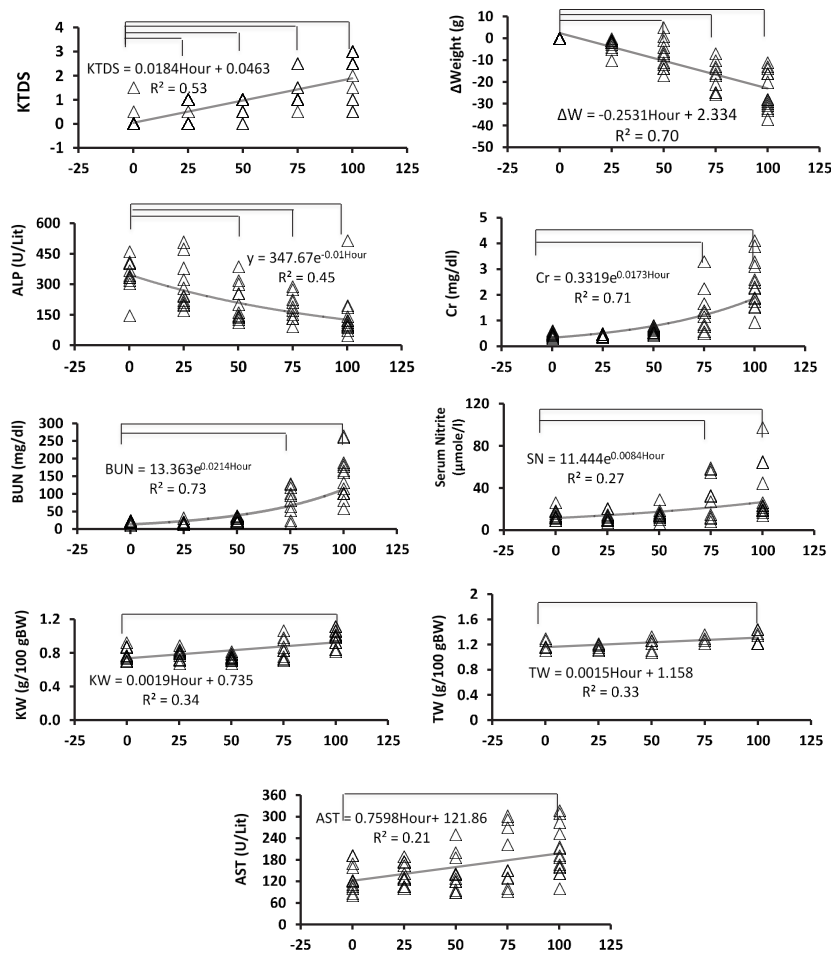 KTDS
4
3
2
1
0
-1
KTDS = 0.0184Hour + 0.0463
R² = 0.53
-25 0 25 50 75 100 125
ΔWeight (g)
10
0
-10
-20
-30
-40
-50
ΔW = -0.2531Hour + 2.334
R² = 0.70
-25 0 25 50 75 100 125
ALP (U/Lit)
600
450
300
150
0
y = 347.67e-0.01Hour
R² = 0.45
-25 0 25 50 75 100 125
Cr (mg/dl)
5
4
3
2
1
0
Cr = 0.3319e0.0173Hour
R² = 0.71
-25 0 25 50 75 100 125
BUN (mg/dl)
300
250
200
150
100
50
0
BUN = 13.363e0.0214Hour
R² = 0.73
-25 0 25 50 75 100 125
Serum Nitrite
(µmole/l)
120
80
40
0
SN = 11.444e0.0084Hour
R² = 0.27
-25 0 25 50 75 100 125
KW (g/100 gBW)
1.2
0.8
0.4
0.0
KW = 0.0019Hour + 0.735
R² = 0.34
-25 0 25 50 75 100 125
TW (g/100 gBW)
2
1.6
1.2
0.8
0.4
0
TW = 0.0015Hour + 1.158
R² = 0.33
-25 0 25 50 75 100 125
AST (U/Lit)
360
300
240
180
120
60
0
AST = 0.7598Hour+ 121.86
R² = 0.21
-25 0 25 50 75 100 125